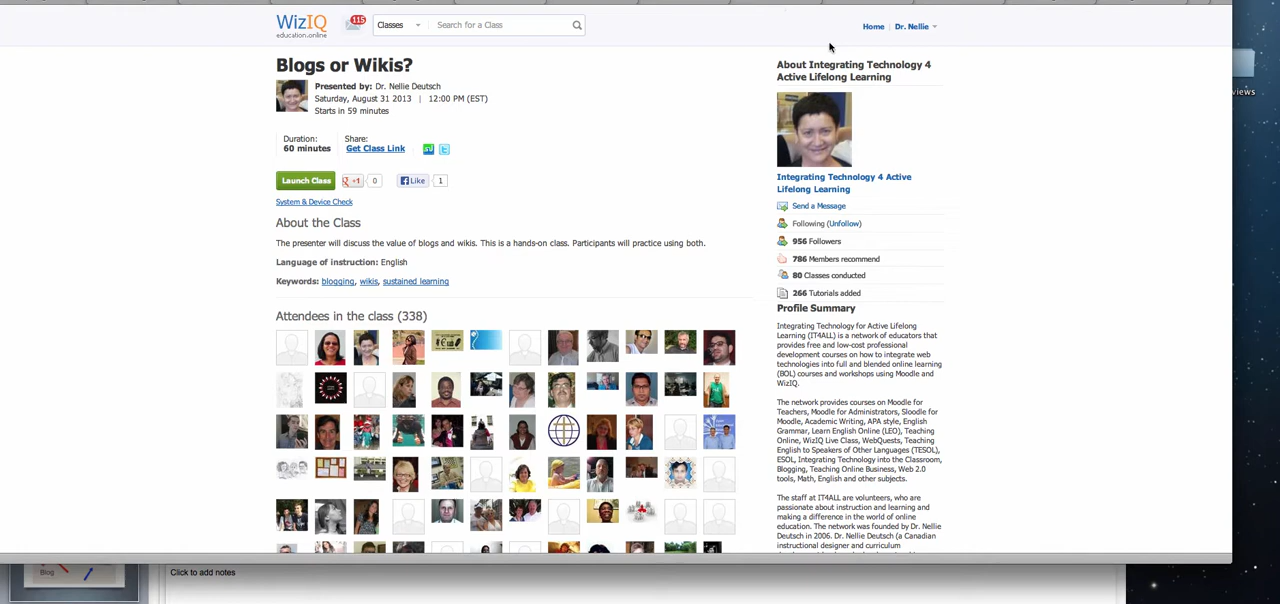 WizIQ
education.online
115
Classes
Search for a Class
Home | Dr. Nellie
Blogs or Wikis?
Presented by: Dr. Nellie Deutsch
Saturday, August 31 2013 | 12:00 PM (EST)
Starts in 59 minutes
Duration:
60 minutes
Share:
Get Class Link
Launch Class
+1
0
Like
1
System & Device Check
About the Class
The presenter will discuss the value of blogs and wikis. This is a hands-on class. Participants will practice using both.
Language of instruction: English
Keywords: blogging, wikis, sustained learning
Attendees in the class (338)
About Integrating Technology 4
Active Lifelong Learning
Integrating Technology 4 Active
Lifelong Learning
Send a Message
Following (Unfollow)
956 Followers
786 Members recommend
80 Classes conducted
266 Tutorials added
Profile Summary
Integrating Technology for Active Lifelong
Learning (IT4ALL) is a network of educators that
provides free and low-cost professional
development courses on how to integrate web
technologies into full and blended online learning
(BOL) courses and workshops using Moodle and
WizIQ.
The network provides courses on Moodle for
Teachers, Moodle for Administrators, Sloodle for
Moodle, Academic Writing, APA style, English
Grammar, Learn English Online (LEO), Teaching
Online, WizIQ Live Class, WebQuests, Teaching
English to Speakers of Other Languages (TESOL),
ESOL, Integrating Technology into the Classroom,
Blogging, Teaching Online Business, Web 2.0
tools, Math, English and other subjects.
The staff at IT4ALL are volunteers, who are
passionate about instruction and learning and
making a difference in the world of online
education. The network was founded by Dr. Nellie
Deutsch in 2006. Dr. Nellie Deutsch (a Canadian
instructional designer and curriculum
views
Blog
Click to add notes